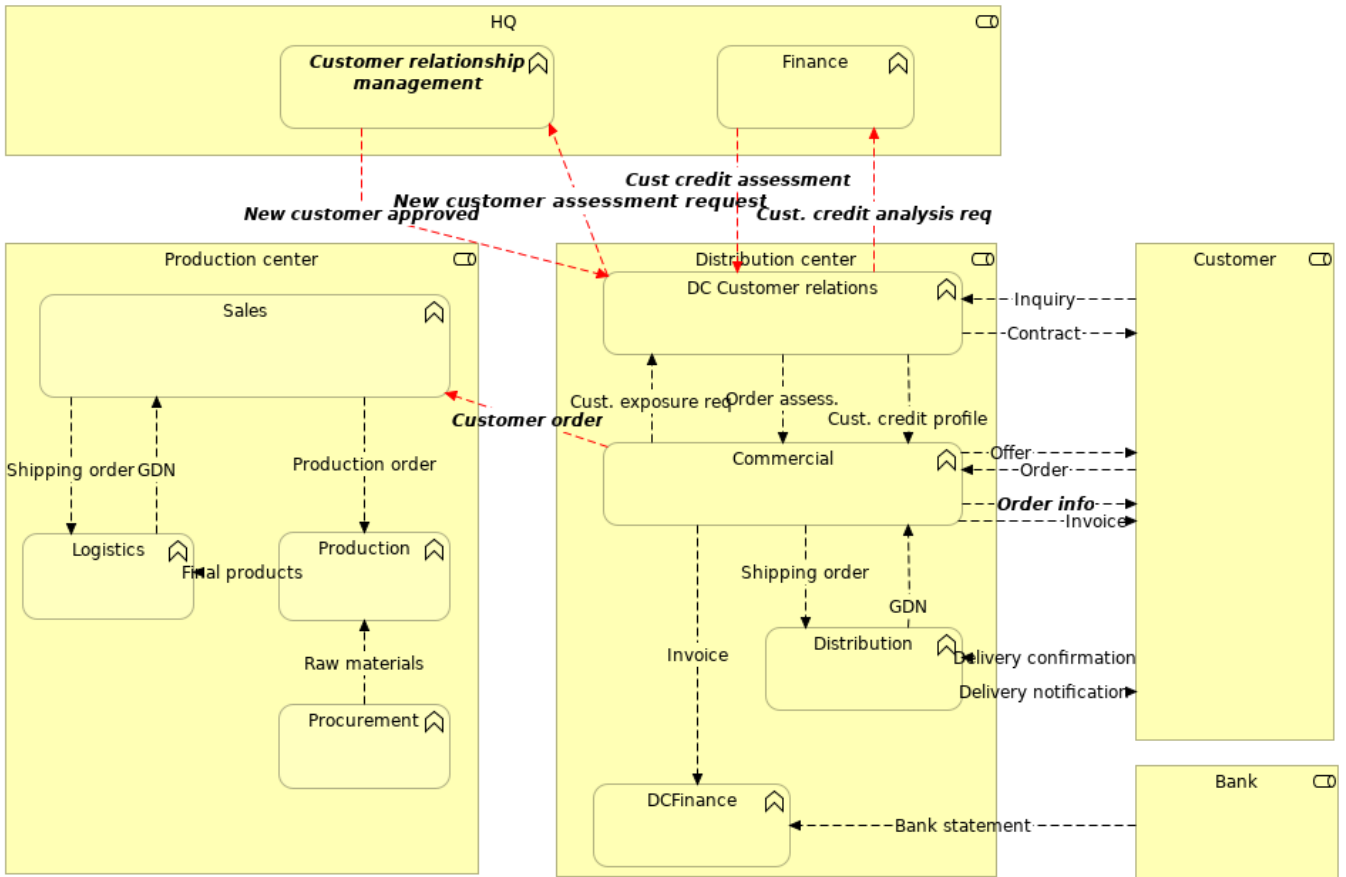 HQ
Customer relationship
management
Finance
Cust credit assessment
New customer assessment request
New customer approved
Cust. credit analysis req
Production center
Distribution center
Customer
Sales
DC Customer relations
Inquiry
Contract
Cust. exposure req
Order assess.
Cust. credit profile
Customer order
Commercial
Offer
Order
Order info
Invoice
Shipping order
GDN
Production order
Logistics
Production
Final products
Shipping order
GDN
Raw materials
Invoice
Distribution
Delivery confirmation
Delivery notification
Procurement
Bank
DCFinance
Bank statement